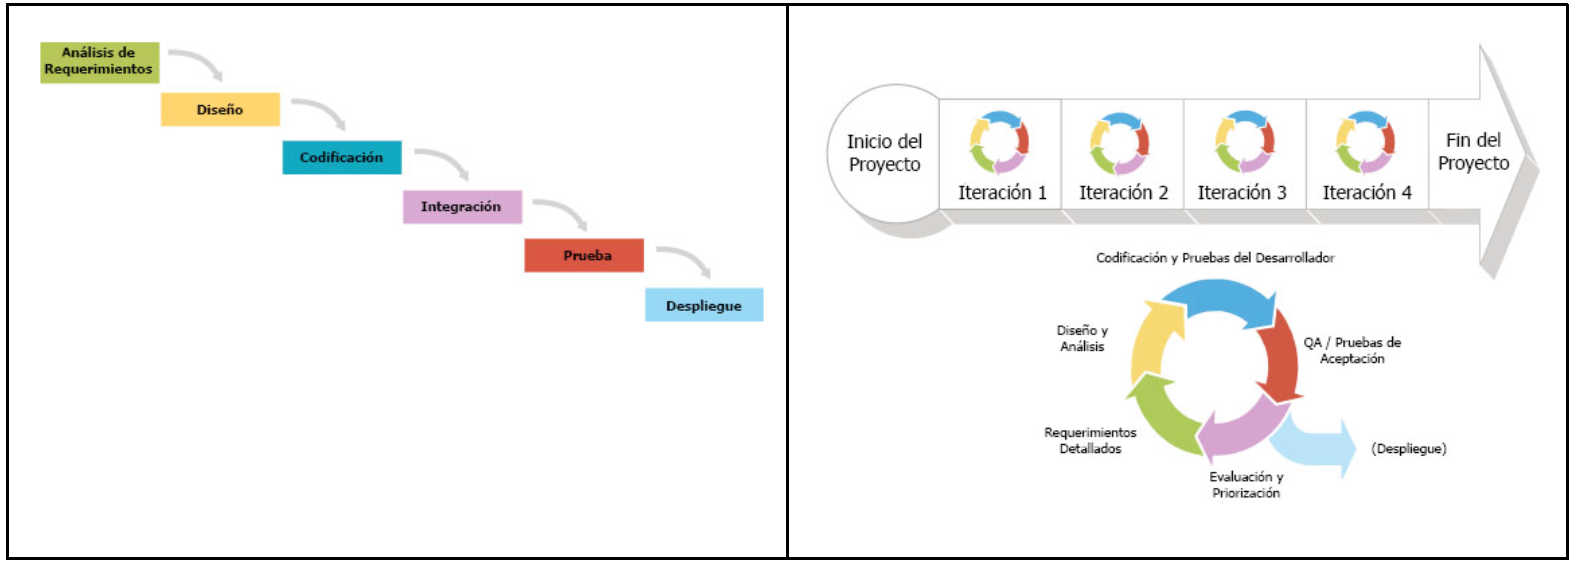 Análisis de
Requerimientos
Diseño
Codificación
Integración
Prueba
Despliegue
Inicio del
Proyecto
Iteración 1
Iteración 2
Iteración 3
Iteración 4
Fin del
Proyecto
Codificación y Pruebas del Desarrollador
Diseño y
Análisis
QA / Pruebas de
Aceptación
Requerimientos
Detallados
(Despliegue)
Evaluación y
Priorización